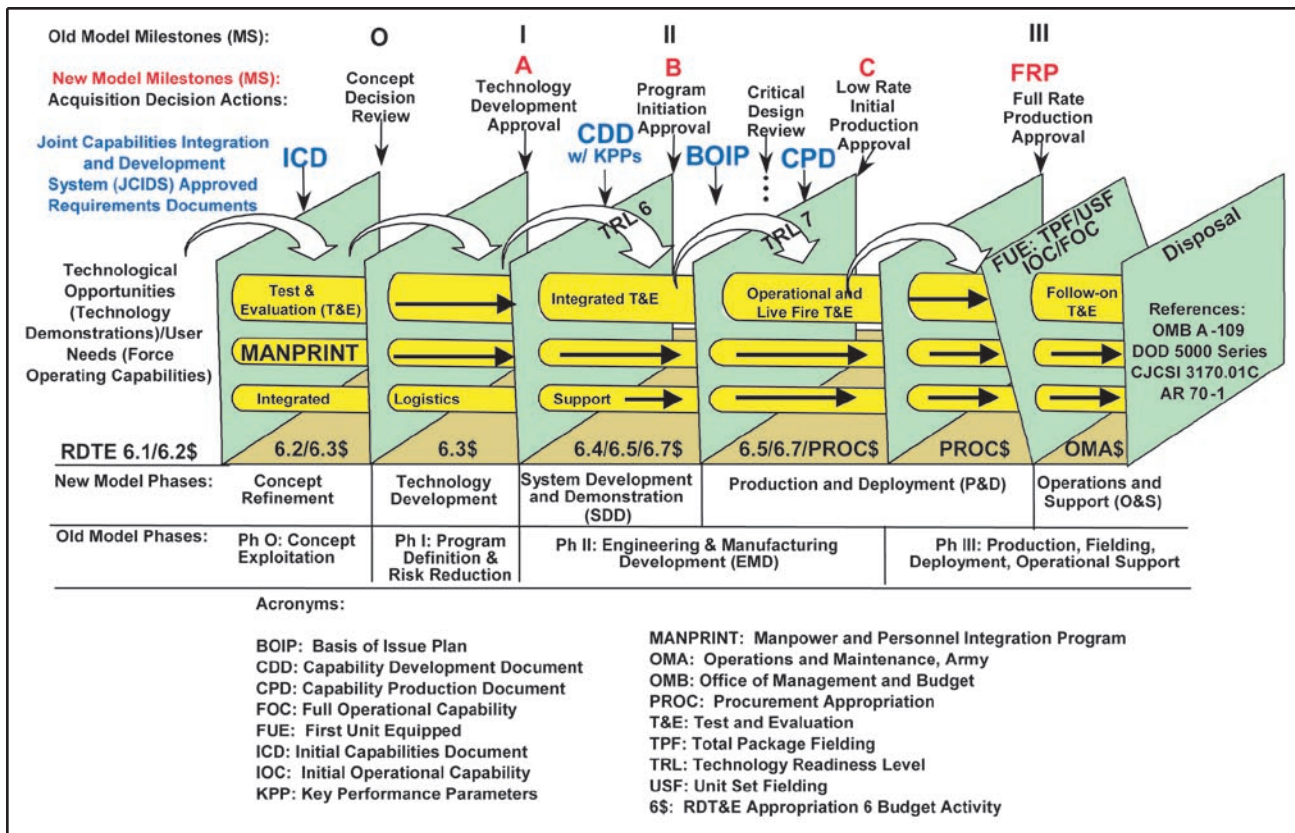 Old Model Milestones (MS):
O
I
II
III
New Model Milestones (MS):
A
B
C
FRP
Acquisition Decision Actions:
Concept
Decision
Review
Technology
Development
Approval
Program
Initiation
Approval
Critical
Design
Review
Low Rate
Initial
Production
Approval
Full Rate
Production
Approval
Joint Capabilities Integration
and Development
System (JCIDS) Approved
Requirements Documents
ICD
CDD
w/ KPPs
BOIP
CPD
TRL 6
TRL 7
FUE: TPF/USF
IOC/FOC
Disposal
Technological
Opportunities
(Technology
Demonstrations)/User
Needs (Force
Operating Capabilities)
Test &
Evaluation (T&E)
Integrated T&E
Operational and
Live Fire T&E
Follow-on
T&E
MANPRINT
Integrated
Logistics
Support
References:
OMB A-109
DOD 5000 Series
CJCSI 3170.01C
AR 70-1
RDTE 6.1/6.2$
6.2/6.3$
6.3$
6.4/6.5/6.7$
6.5/6.7/PROC$
PROC$
OMA$
New Model Phases:
Concept
Refinement
Technology
Development
System Development
and Demonstration
(SDD)
Production and Deployment (P&D)
Operations and
Support (O&S)
Old Model Phases:
Ph O: Concept
Exploitation
Ph I: Program
Definition &
Risk Reduction
Ph II: Engineering & Manufacturing
Development (EMD)
Ph III: Production, Fielding,
Deployment, Operational Support
Acronyms:
BOIP: Basis of Issue Plan
CDD: Capability Development Document
CPD: Capability Production Document
FOC: Full Operational Capability
FUE: First Unit Equipped
ICD: Initial Capabilities Document
IOC: Initial Operational Capability
KPP: Key Performance Parameters
MANPRINT: Manpower and Personnel Integration Program
OMA: Operations and Maintenance, Army
OMB: Office of Management and Budget
PROC: Procurement Appropriation
T&E: Test and Evaluation
TPF: Total Package Fielding
TRL: Technology Readiness Level
USF: Unit Set Fielding
6$: RDT&E Appropriation 6 Budget Activity